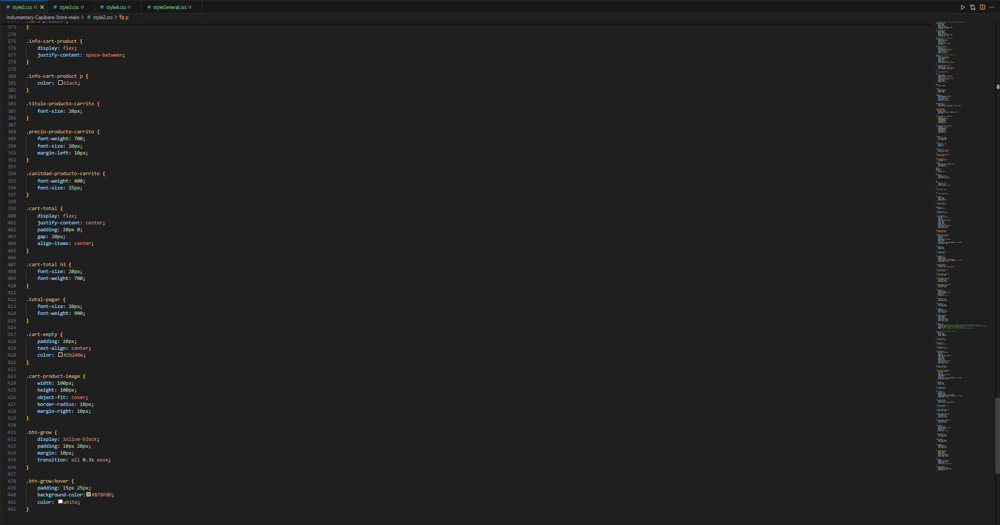 # style2.css U × # style3.css U # style4.css U # styleGeneral.css U
Indumentary-Capibara-Store-main > # style2.css > p
373 }
374
375 .info-cart-product {
376 display: flex;
377 justify-content: space-between;
378 }
379
380 .info-cart-product p {
381 color: black;
382 }
383
384 .titulo-producto-carrito {
385 font-size: 20px;
386 }
387
388 .precio-producto-carrito {
389 font-weight: 700;
390 font-size: 20px;
391 margin-left: 10px;
392 }
393
394 .canitdad-producto-carrito {
395 font-weight: 400;
396 font-size: 25px;
397 }
398
399 .cart-total {
400 display: flex;
401 justify-content: center;
402 padding: 20px 0;
403 gap: 20px;
404 align-items: center;
405 }
406
407 .cart-total h3 {
408 font-size: 20px;
409 font-weight: 700;
410 }
411
412 .total-pagar {
413 font-size: 20px;
414 font-weight: 900;
415 }
416
417 .cart-empty {
418 padding: 20px;
419 text-align: center;
420 color: #2b240e;
421 }
422
423 .cart-product-image {
424 width: 100px;
425 height: 100px;
426 object-fit: cover;
427 border-radius: 10px;
428 margin-right: 10px;
429 }
430
431 .btn-grow {
432 display: inline-block;
433 padding: 10px 20px;
434 margin: 10px;
435 transition: all 0.3s ease;
436 }
437
438 .btn-grow:hover {
439 padding: 15px 25px;
440 background-color: #B78F0D;
441 color: white;
442 }